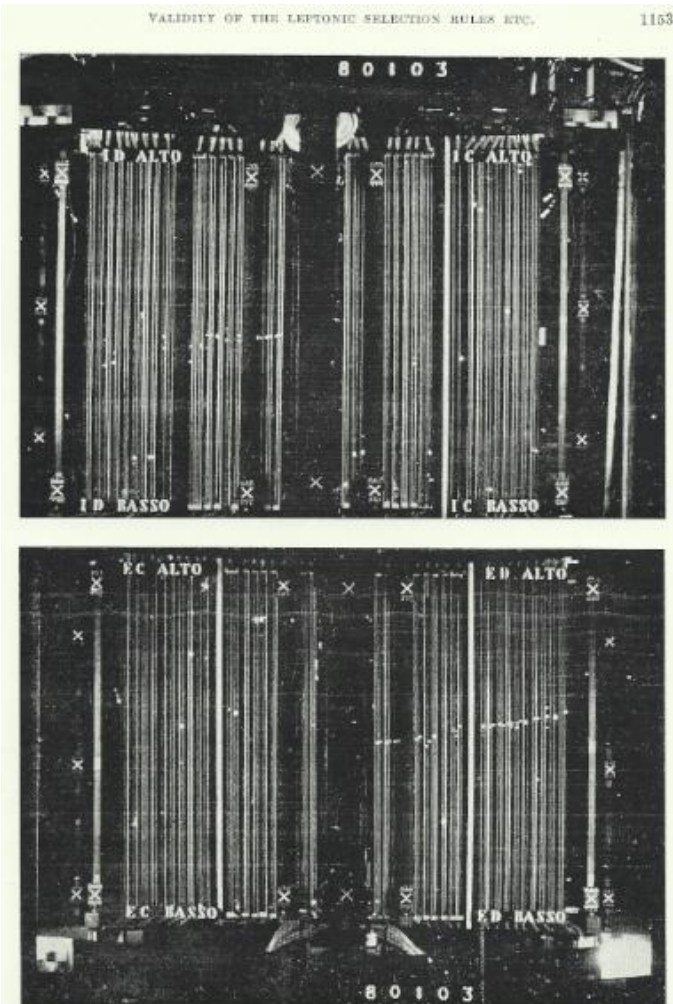 VALIDITY OF THE LEPTONIC SELECTION RULES ETC. 1153
80103
ID ALTO IC ALTO
ID BASSO IC BASSO
EC ALTO ED ALTO
EC BASSO ED BASSO
80103